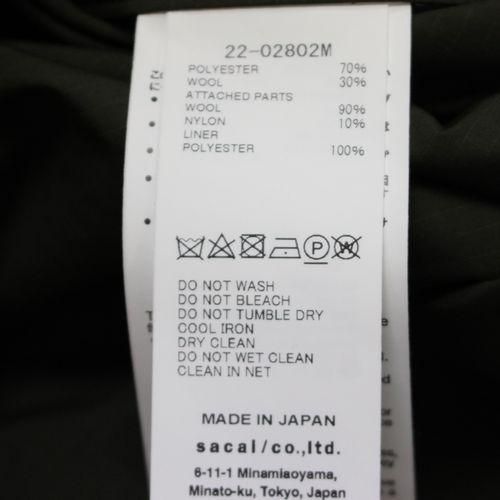 22-02802M
POLYESTER 70%
WOOL 30%
ATTACHED PARTS
WOOL 90%
NYLON 10%
LINER
POLYESTER 100%
P
W
DO NOT WASH
DO NOT BLEACH
DO NOT TUMBLE DRY
COOL IRON
DRY CLEAN
DO NOT WET CLEAN
CLEAN IN NET
MADE IN JAPAN
sacai/co.,ltd.
6-11-1 Minamiaoyama,
Minato-ku, Tokyo, Japan